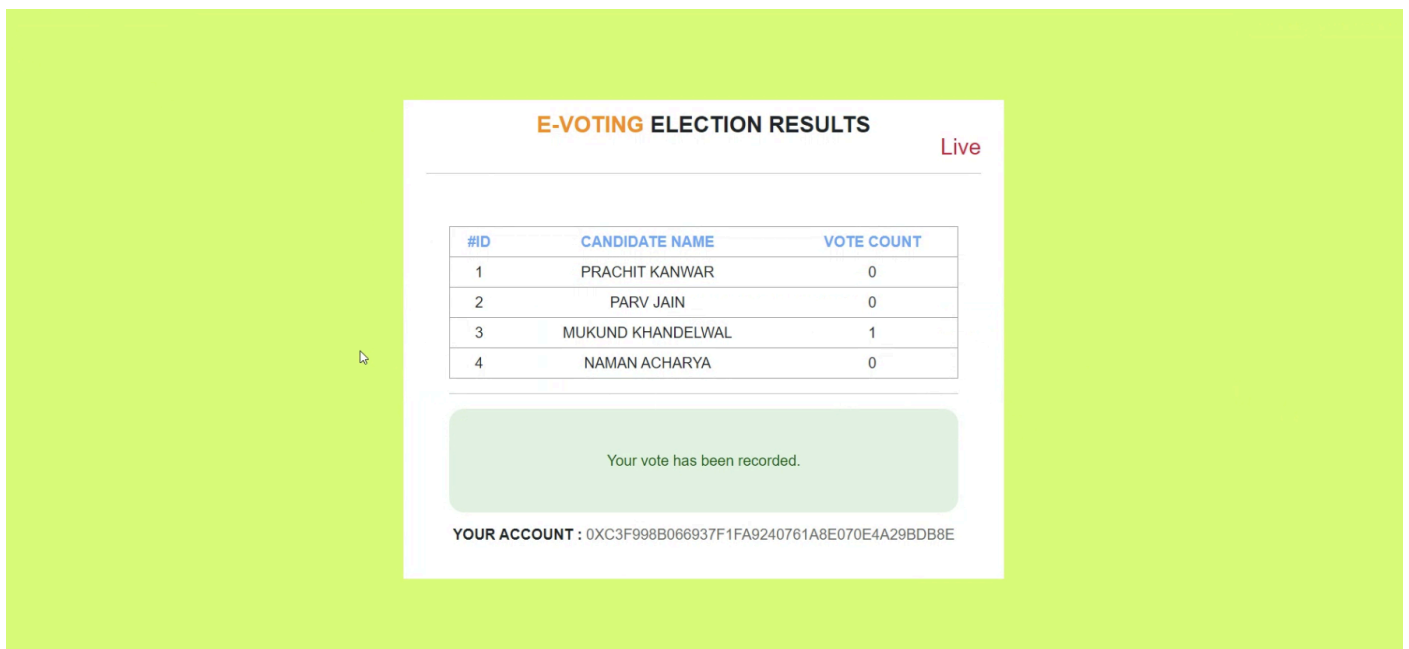 E-VOTING ELECTION RESULTS
Live
#ID CANDIDATE NAME VOTE COUNT
1 PRACHIT KANWAR 0
2 PARV JAIN 0
3 MUKUND KHANDELWAL 1
4 NAMAN ACHARYA 0
Your vote has been recorded.
YOUR ACCOUNT : 0XC3F998B066937F1FA9240761A8E070E4A29BDB8E